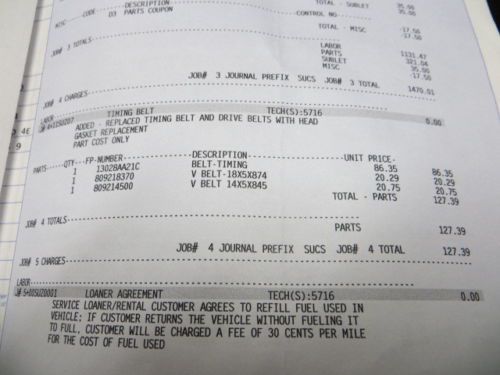 TOTAL - SUBLET 35.00
MISC CODE DESCRIPTION CONTROL NO 35.00
D3 PARTS COUPON -17.50
TOTAL - MISC -17.50
JOB# 3 TOTALS
LABOR
PARTS 1131.47
SUBLET 321.04
MISC 35.00
-17.50
JOB# 3 JOURNAL PREFIX SUCS JOB# 3 TOTAL 1470.01
JOB# 4 CHARGES
LABOR
TIMING BELT TECH(S):5716 0.00
ADDED - REPLACED TIMING BELT AND DRIVE BELTS WITH HEAD
GASKET REPLACEMENT
PART COST ONLY
PARTS QTY FP-NUMBER DESCRIPTION UNIT PRICE-
1 13028AA21C BELT-TIMING 86.35 86.35
1 809218370 V BELT-18X5X874 20.29 20.29
1 809214500 V BELT 14X5X845 20.75 20.75
TOTAL - PARTS 127.39
JOB# 4 TOTALS
PARTS 127.39
JOB# 4 JOURNAL PREFIX SUCS JOB# 4 TOTAL 127.39
JOB# 5 CHARGES
LABOR
J# 5+00SUZ0001 LOANER AGREEMENT TECH(S):5716 0.00
SERVICE LOANER/RENTAL CUSTOMER AGREES TO REFILL FUEL USED IN
VEHICLE; IF CUSTOMER RETURNS THE VEHICLE WITHOUT FUELING IT
TO FULL, CUSTOMER WILL BE CHARGED A FEE OF 30 CENTS PER MILE
FOR THE COST OF FUEL USED